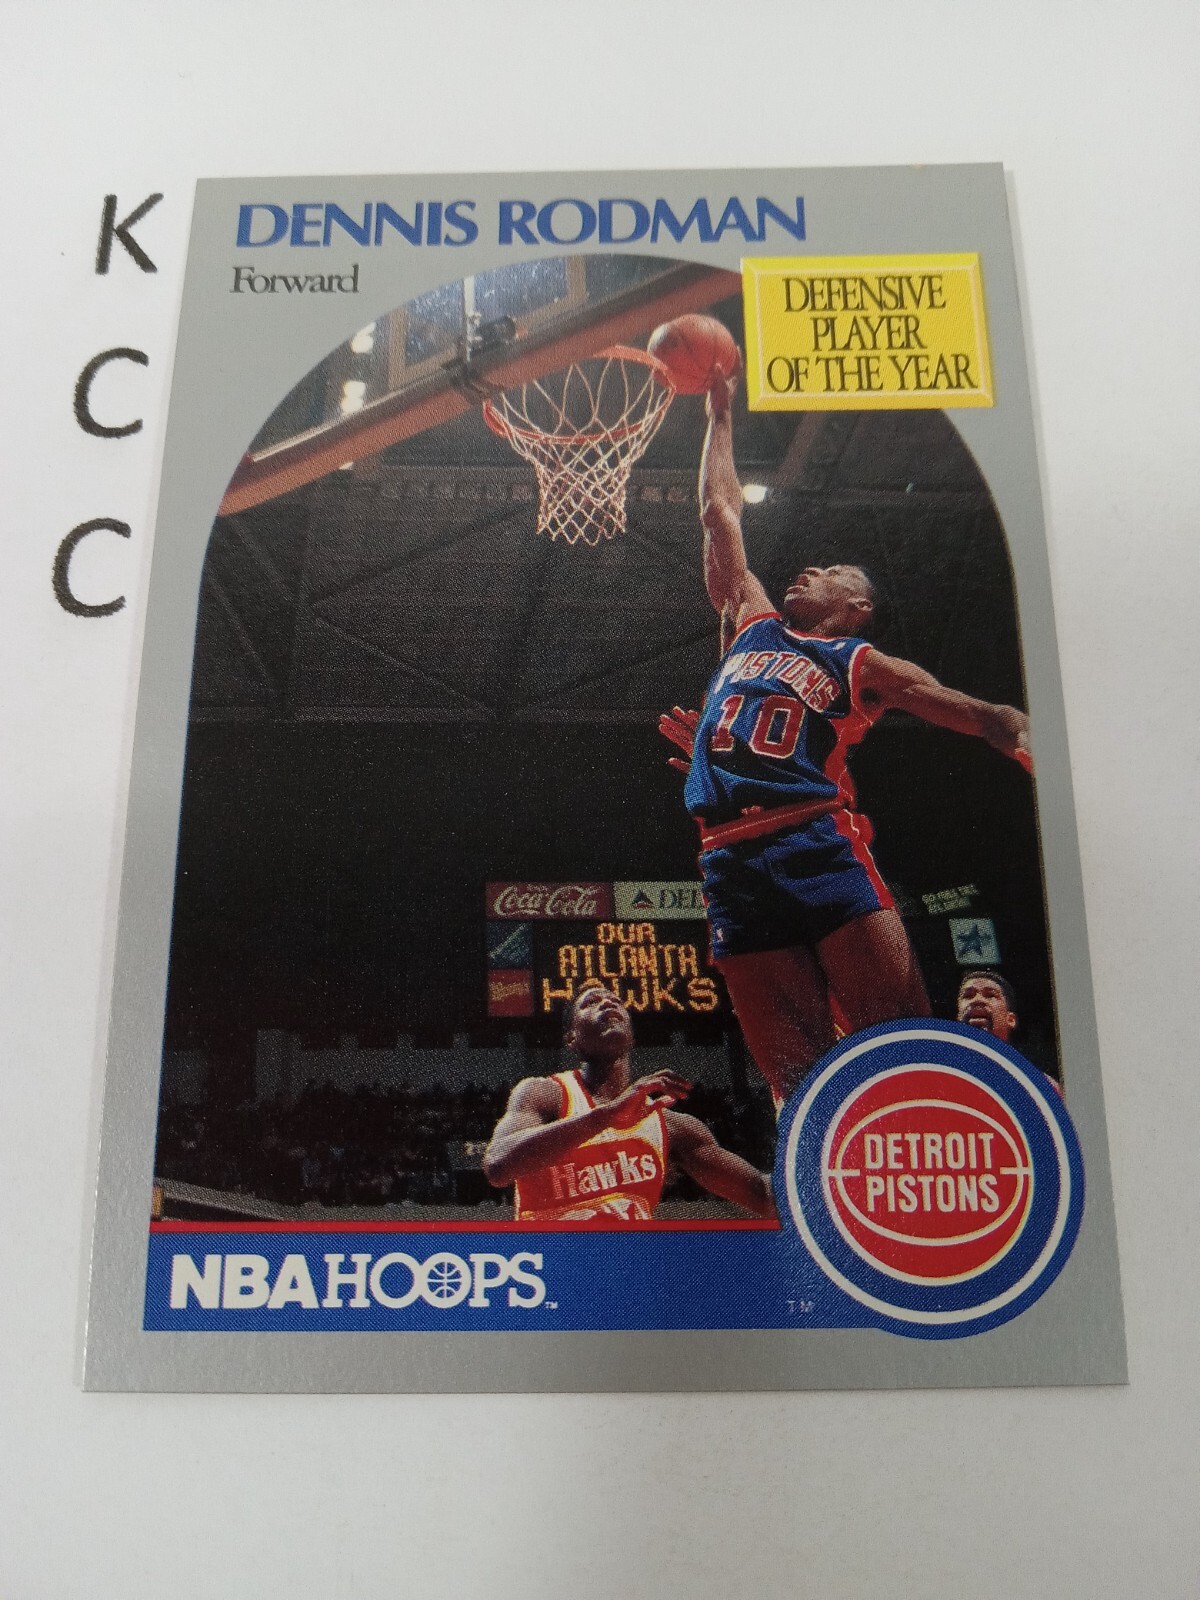 K
C
C
DENNIS RODMAN
Forward
DEFENSIVE
PLAYER
OF THE YEAR
PISTONS
10
Coca-Cola
OUR
ATLANTA
HAWKS
Hawks
DETROIT
PISTONS
NBA HOOPS™
TM